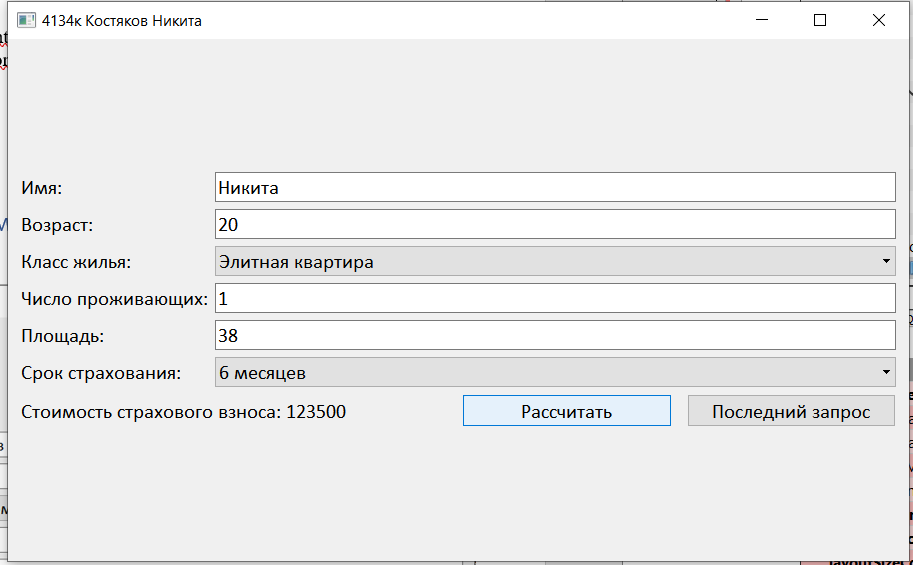 4134к Костяков Никита
Имя: Никита
Возраст: 20
Класс жилья: Элитная квартира
Число проживающих: 1
Площадь: 38
Срок страхования: 6 месяцев
Стоимость страхового взноса: 123500 Рассчитать Последний запрос